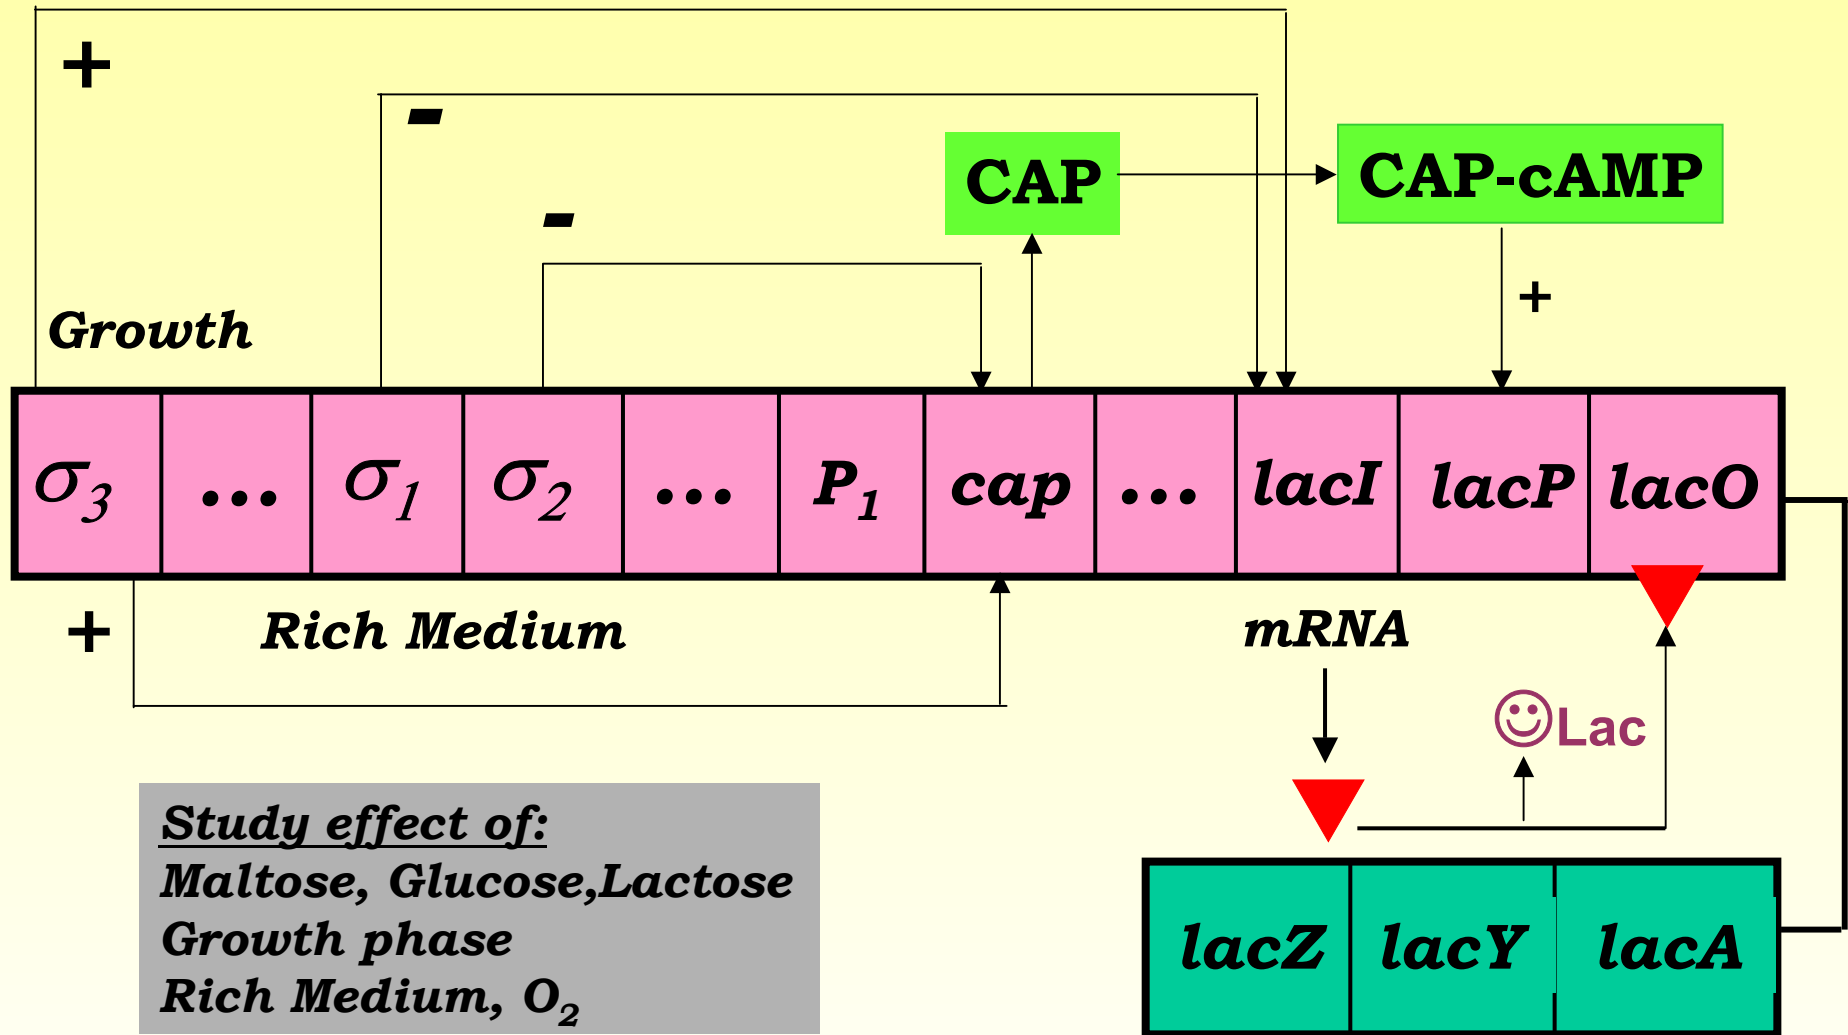 +
-
-
CAP
CAP-cAMP
+
Growth
σ3 ... σ1 σ2 ... P1 cap ... lacI lacP lacO
+
Rich Medium
mRNA
Lac
Study effect of:
Maltose, Glucose,Lactose
Growth phase
Rich Medium, O2
lacZ lacY lacA